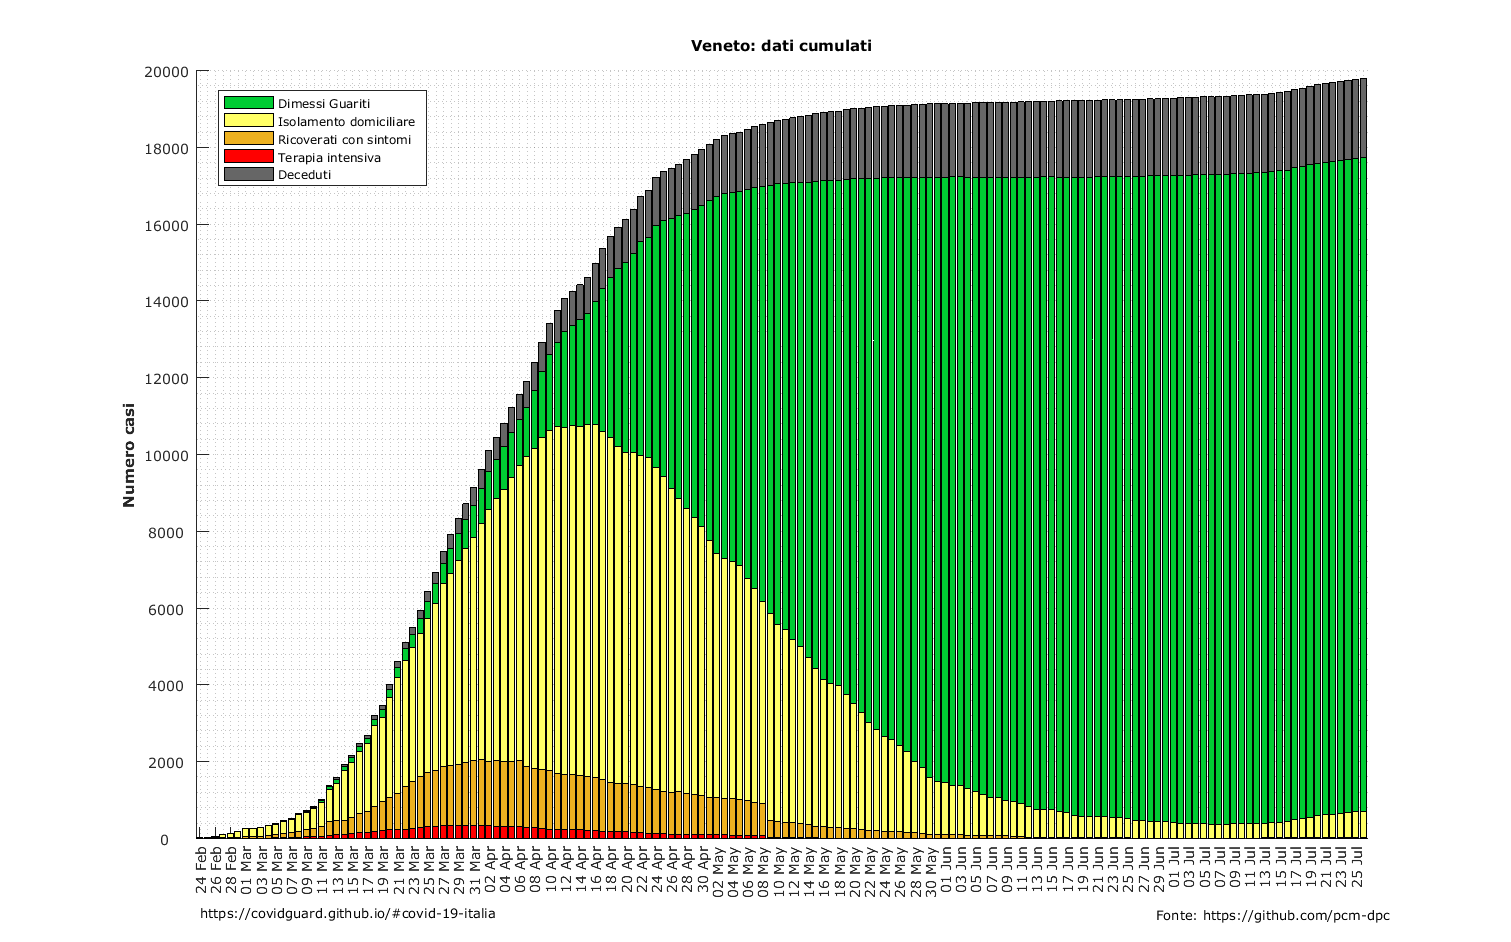 Veneto: dati cumulati
20000
18000
16000
14000
12000
10000
8000
6000
4000
2000
0
Numero casi
Dimessi Guariti
Isolamento domiciliare
Ricoverati con sintomi
Terapia intensiva
Deceduti
24 Feb
26 Feb
28 Feb
01 Mar
03 Mar
05 Mar
07 Mar
09 Mar
11 Mar
13 Mar
15 Mar
17 Mar
19 Mar
21 Mar
23 Mar
25 Mar
27 Mar
29 Mar
31 Mar
02 Apr
04 Apr
06 Apr
08 Apr
10 Apr
12 Apr
14 Apr
16 Apr
18 Apr
20 Apr
22 Apr
24 Apr
26 Apr
28 Apr
30 Apr
02 May
04 May
06 May
08 May
10 May
12 May
14 May
16 May
18 May
20 May
22 May
24 May
26 May
28 May
30 May
01 Jun
03 Jun
05 Jun
07 Jun
09 Jun
11 Jun
13 Jun
15 Jun
17 Jun
19 Jun
21 Jun
23 Jun
25 Jun
27 Jun
29 Jun
01 Jul
03 Jul
05 Jul
07 Jul
09 Jul
11 Jul
13 Jul
15 Jul
17 Jul
19 Jul
21 Jul
23 Jul
25 Jul
https://covidguard.github.io/#covid-19-italia
Fonte: https://github.com/pcm-dpc